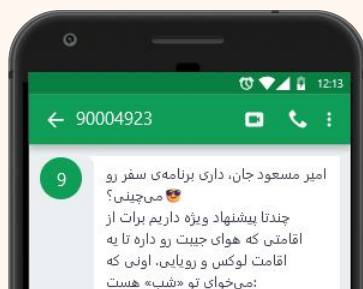 12:13
90004923
9
امیر مسعود جان، داری برنامه‌ی سفر رو
می‌چینی؟ 😎
چندتا پیشنهاد ویژه داریم برات از
اقامتی که هوای جیبت رو داره تا یه
اقامت لوکس و رویایی. اونی که
می‌خوای تو «شب» هست: